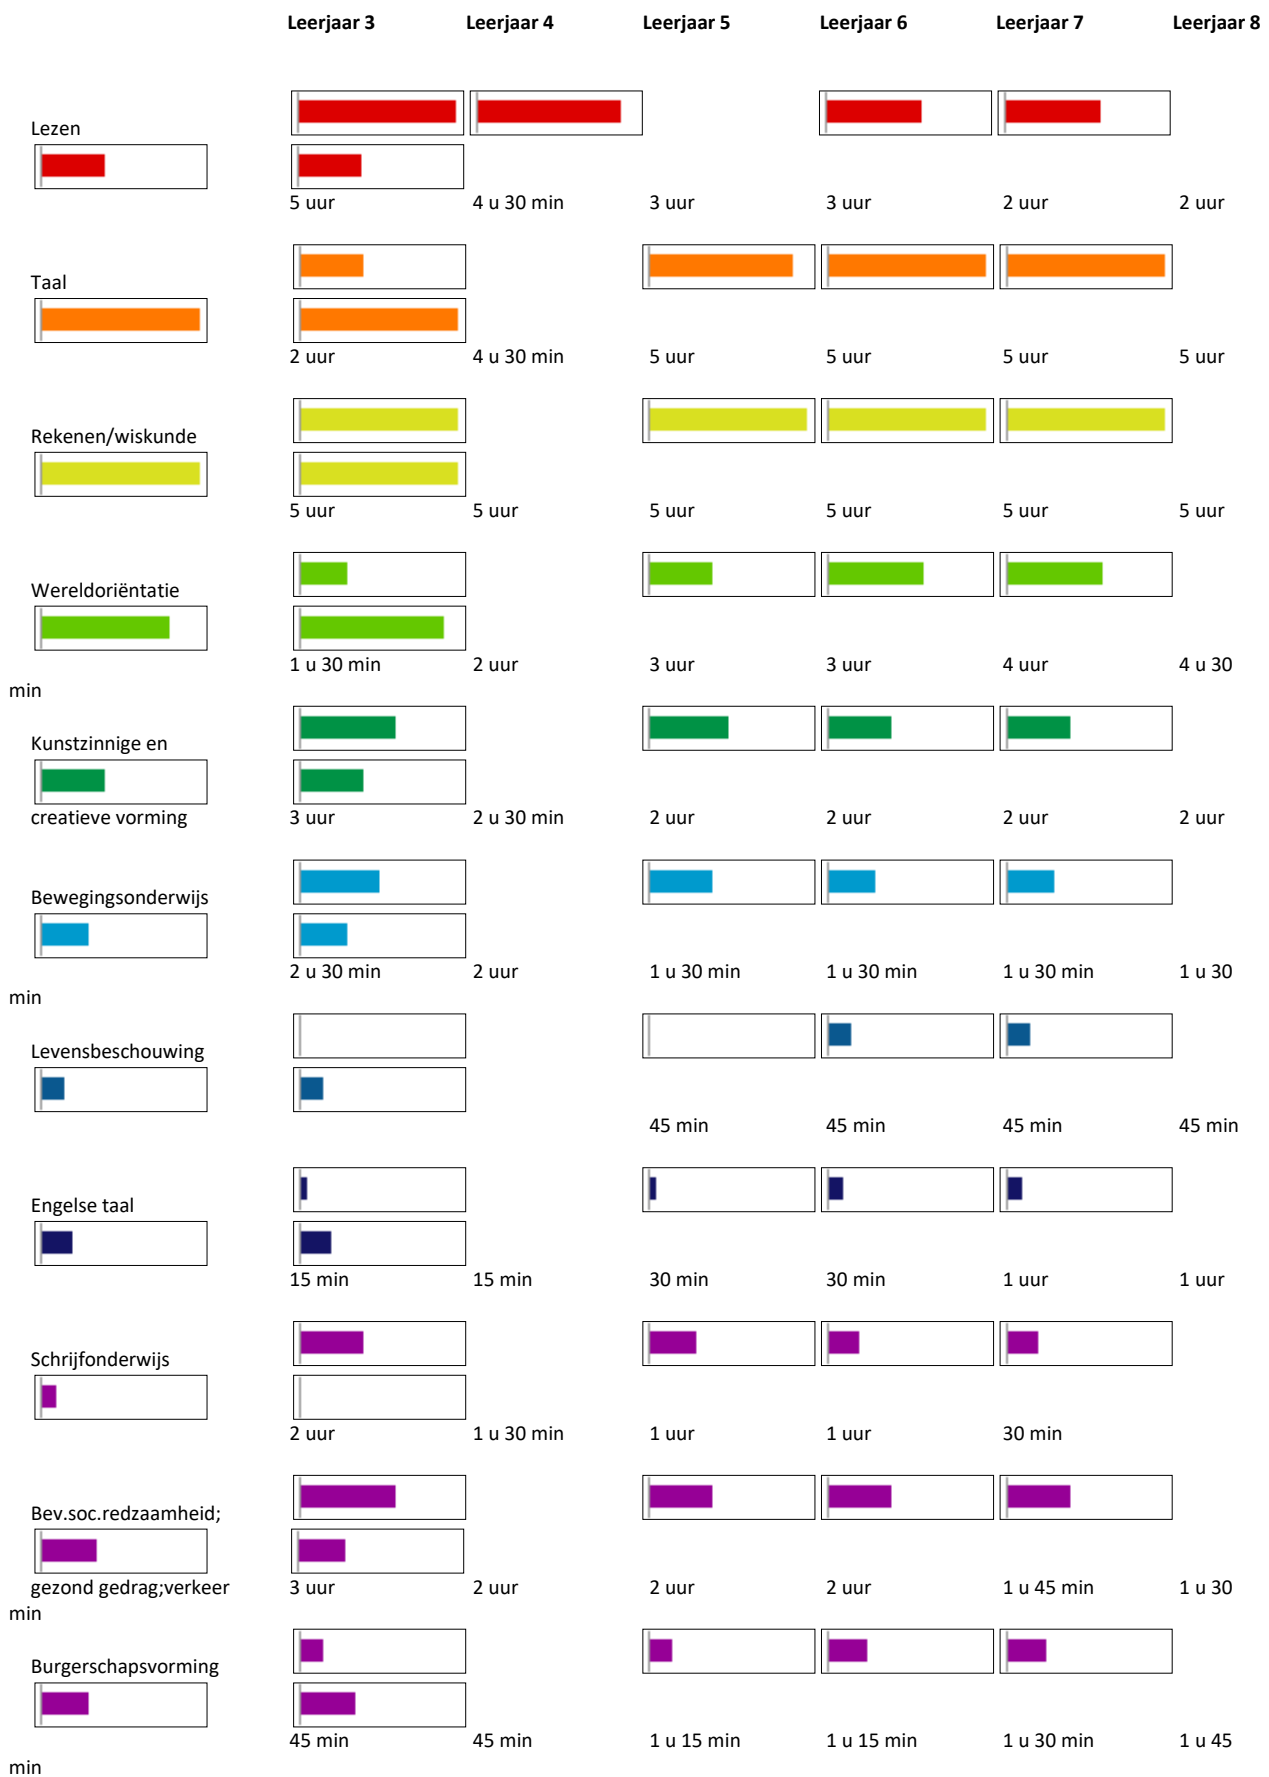 Leerjaar 3 Leerjaar 4 Leerjaar 5 Leerjaar 6 Leerjaar 7 Leerjaar 8
Lezen
5 uur 4 u 30 min 3 uur 3 uur 2 uur 2 uur
Taal
2 uur 4 u 30 min 5 uur 5 uur 5 uur 5 uur
Rekenen/wiskunde
5 uur 5 uur 5 uur 5 uur 5 uur 5 uur
Wereldoriëntatie
1 u 30 min 2 uur 3 uur 3 uur 4 uur 4 u 30
min
Kunstzinnige en
creatieve vorming 3 uur 2 u 30 min 2 uur 2 uur 2 uur 2 uur
Bewegingsonderwijs
2 u 30 min 2 uur 1 u 30 min 1 u 30 min 1 u 30 min 1 u 30
min
Levensbeschouwing
45 min 45 min 45 min 45 min
Engelse taal
15 min 15 min 30 min 30 min 1 uur 1 uur
Schrijfonderwijs
2 uur 1 u 30 min 1 uur 1 uur 30 min
Bev.soc.redzaamheid;
gezond gedrag;verkeer 3 uur 2 uur 2 uur 2 uur 1 u 45 min 1 u 30
min
Burgerschapsvorming
45 min 45 min 1 u 15 min 1 u 15 min 1 u 30 min 1 u 45
min